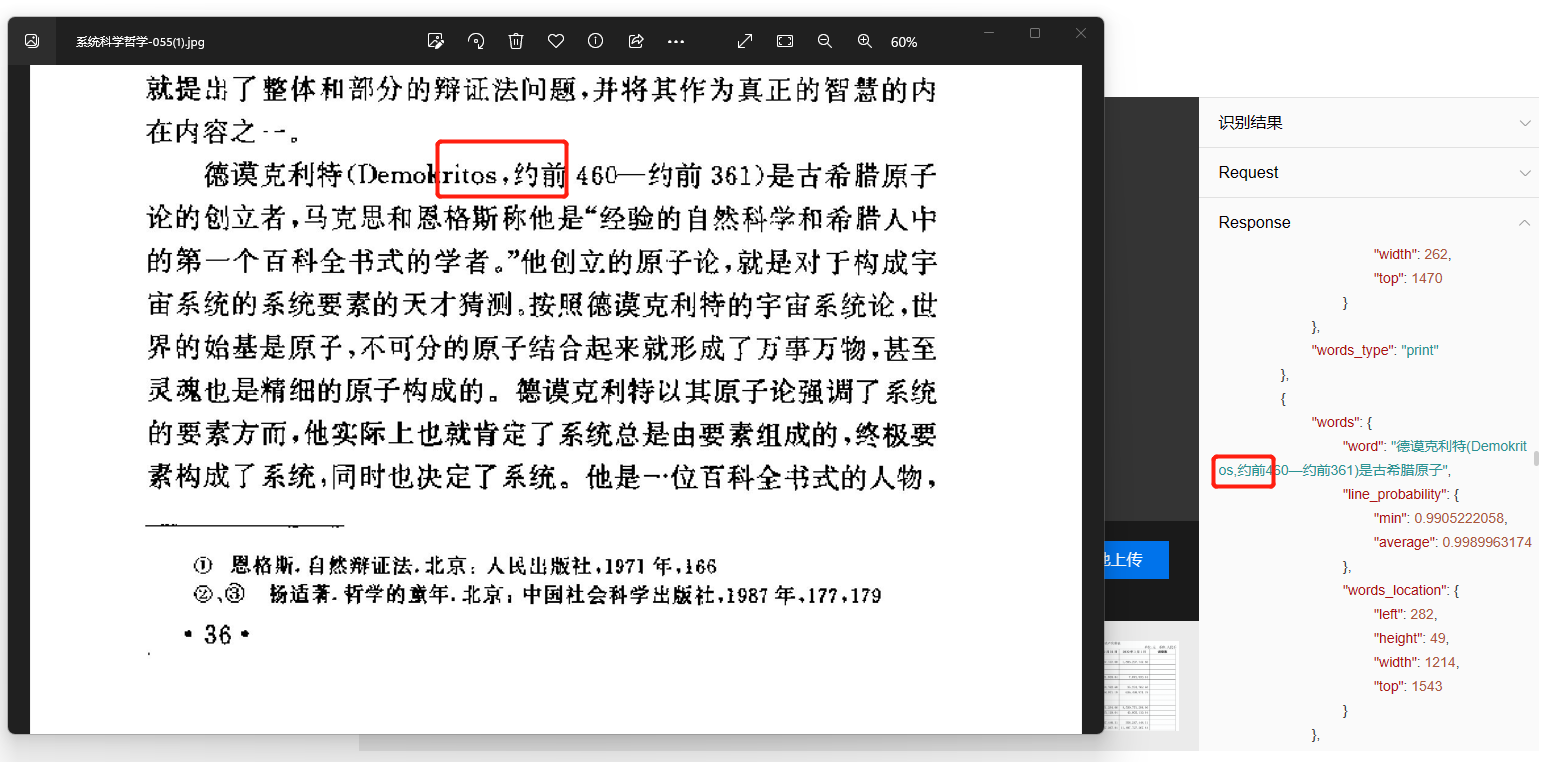 系统科学哲学-055(1).jpg
60%
就提出了整体和部分的辩证法问题,并将其作为真正的智慧的内
在内容之一。
德谟克利特(Demokritos,约前 460—约前 361)是古希腊原子
论的创立者,马克思和恩格斯称他是“经验的自然科学和希腊人中
的第一个百科全书式的学者。”他创立的原子论,就是对于构成宇
宙系统的系统要素的天才猜测。按照德谟克利特的宇宙系统论,世
界的始基是原子,不可分的原子结合起来就形成了万事万物,甚至
灵魂也是精细的原子构成的。德谟克利特以其原子论强调了系统
的要素方而,他实际上也就肯定了系统总是由要素组成的,终极要
素构成了系统,同时也决定了系统。他是一位百科全书式的人物,
① 恩格斯.自然辩证法.北京:人民出版社,1971 年,166
②、③ 杨适著.哲学的童年.北京:中国社会科学出版社,1987 年,177,179
• 36 •
上传
识别结果
Request
Response
"width": 262,
"top": 1470
}
},
"words_type": "print"
},
{
"words": {
"word": "德谟克利特(Demokrit
os,约前460—约前361)是古希腊原子",
"line_probability": {
"min": 0.9905222058,
"average": 0.9989963174
},
"words_location": {
"left": 282,
"height": 49,
"width": 1214,
"top": 1543
}
},